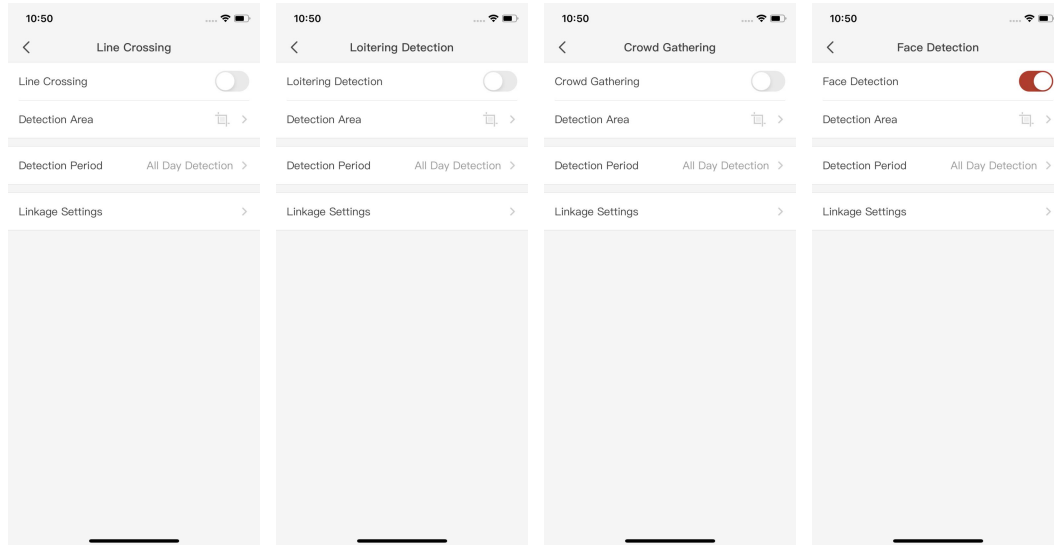 10:50
Line Crossing
Line Crossing
Detection Area
Detection Period All Day Detection
Linkage Settings
10:50
Loitering Detection
Loitering Detection
Detection Area
Detection Period All Day Detection
Linkage Settings
10:50
Crowd Gathering
Crowd Gathering
Detection Area
Detection Period All Day Detection
Linkage Settings
10:50
Face Detection
Face Detection
Detection Area
Detection Period All Day Detection
Linkage Settings